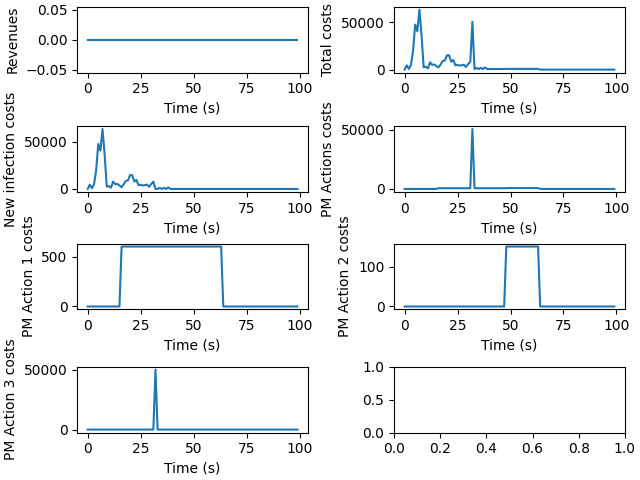 Revenues
0.05
0.00
−0.05
0 25 50 75 100
Time (s)
Total costs
50000
0
0 25 50 75 100
Time (s)
New infection costs
50000
0
0 25 50 75 100
Time (s)
PM Actions costs
50000
0
0 25 50 75 100
Time (s)
PM Action 1 costs
500
0
0 25 50 75 100
Time (s)
PM Action 2 costs
100
0
0 25 50 75 100
Time (s)
PM Action 3 costs
50000
0
0 25 50 75 100
Time (s)
1.0
0.5
0.0
0.0 0.2 0.4 0.6 0.8 1.0